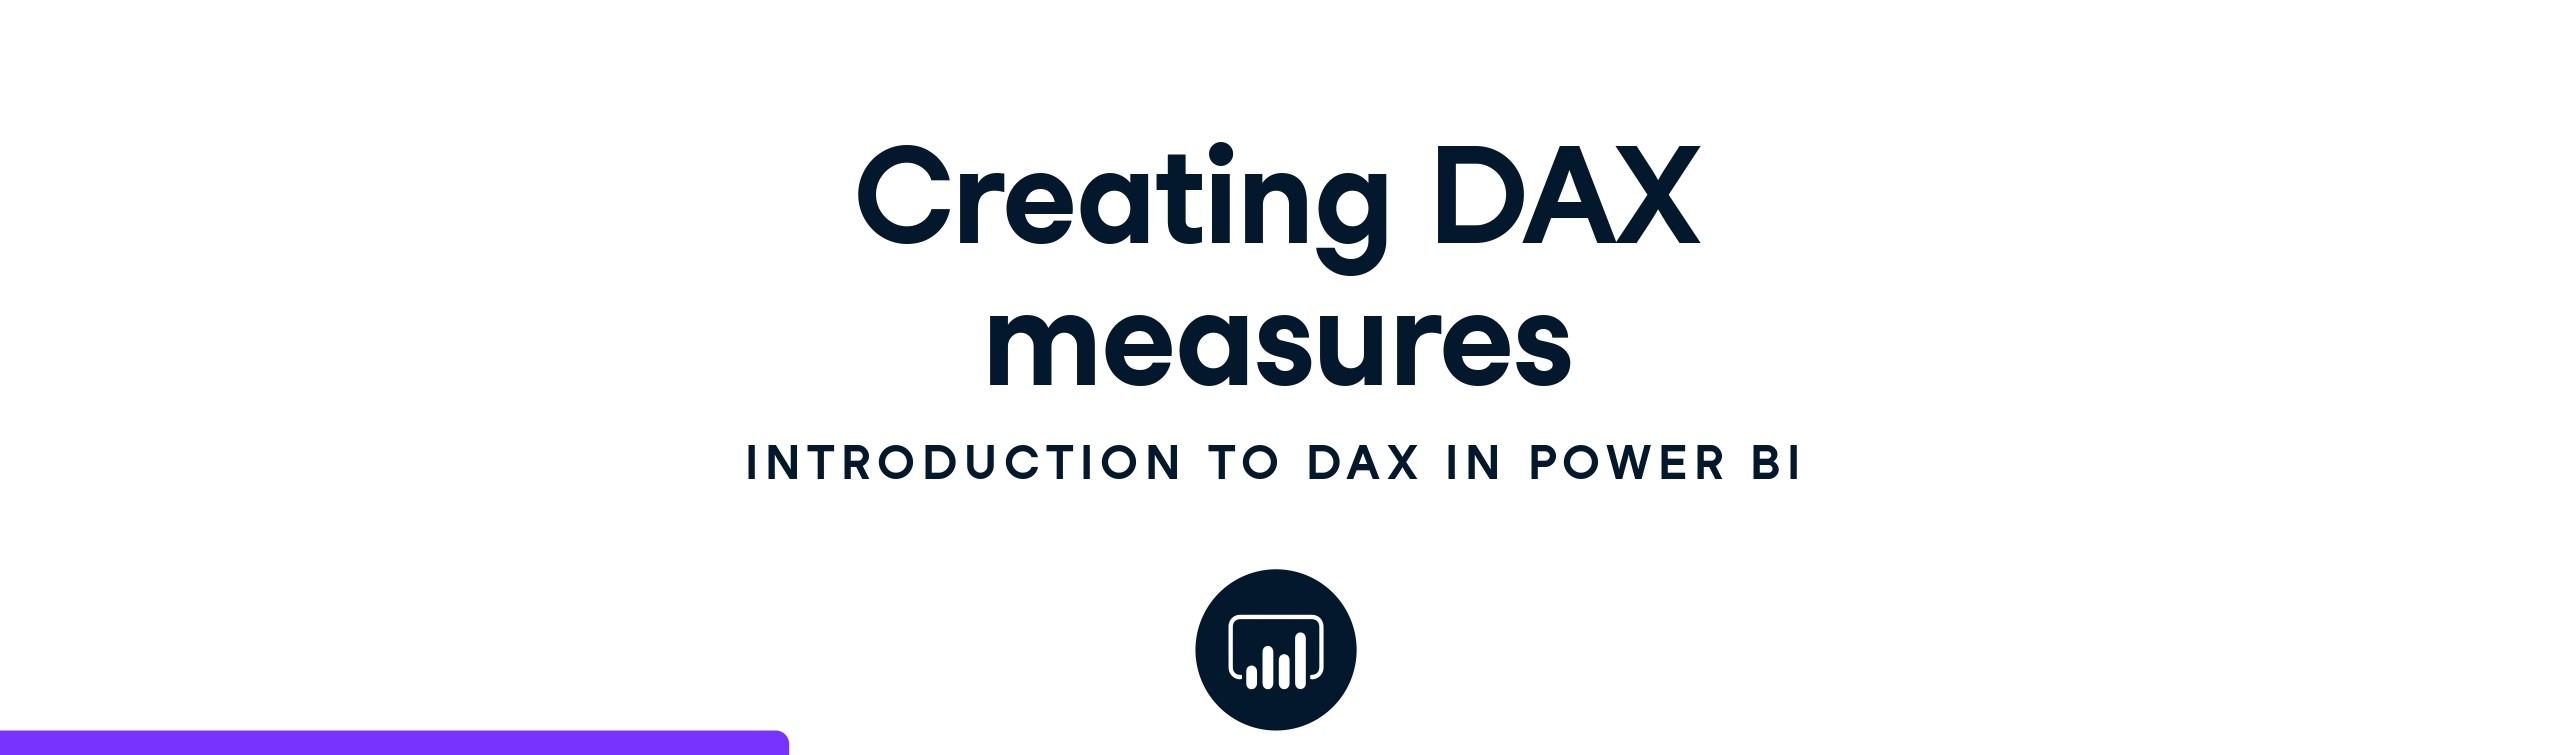 Creating DAX
measures
INTRODUCTION TO DAX IN POWER BI